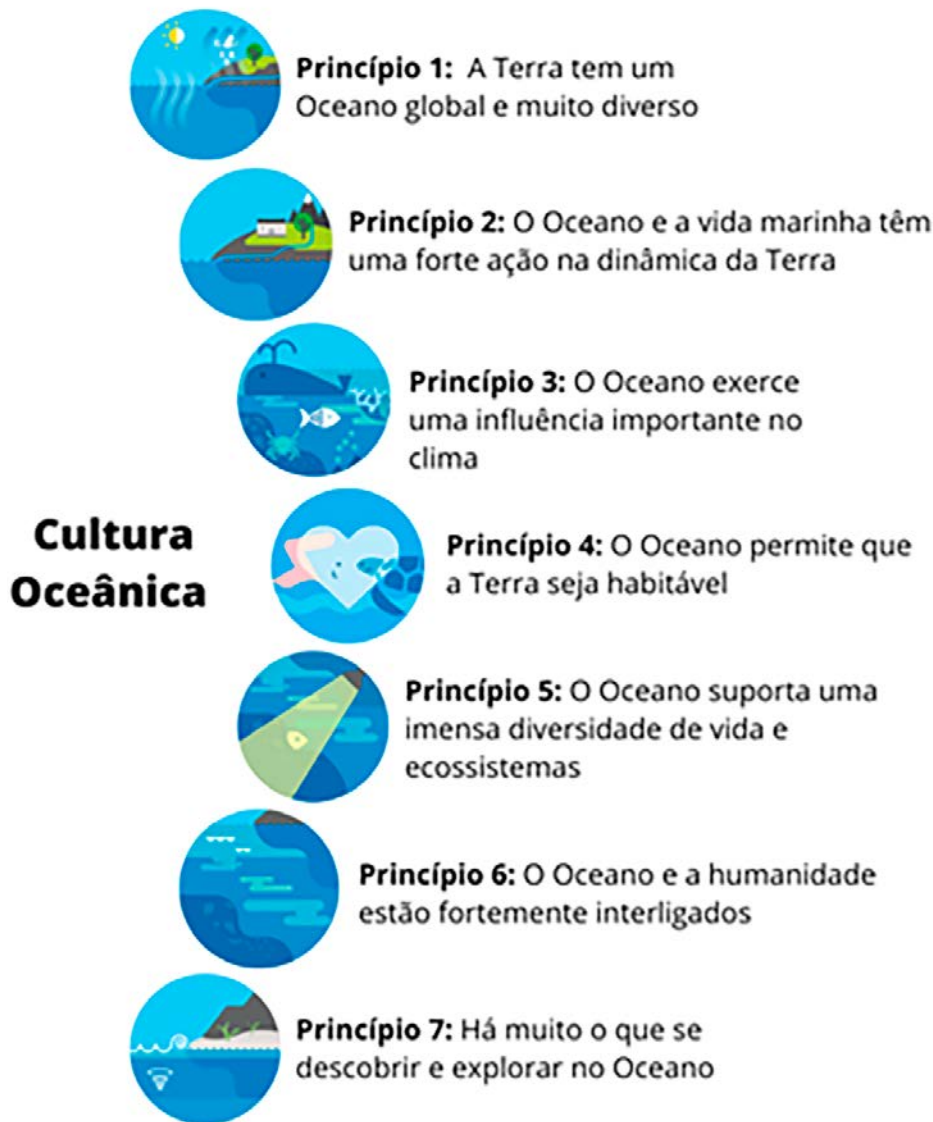 Princípio 1: A Terra tem um
Oceano global e muito diverso
Princípio 2: O Oceano e a vida marinha têm
uma forte ação na dinâmica da Terra
Princípio 3: O Oceano exerce
uma influência importante no
clima
Cultura
Oceânica
Princípio 4: O Oceano permite que
a Terra seja habitável
Princípio 5: O Oceano suporta uma
imensa diversidade de vida e
ecossistemas
Princípio 6: O Oceano e a humanidade
estão fortemente interligados
Princípio 7: Há muito o que se
descobrir e explorar no Oceano